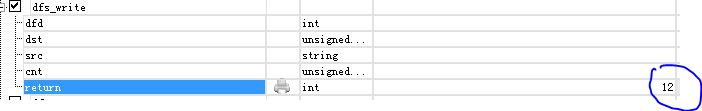 dfs_write
dfd int
dst unsigned...
src string
cnt unsigned...
return int 12